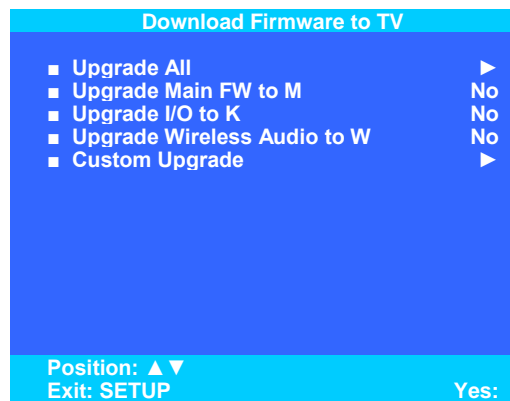 Download Firmware to TV
■ Upgrade All ►
■ Upgrade Main FW to M No
■ Upgrade I/O to K No
■ Upgrade Wireless Audio to W No
■ Custom Upgrade ►
Position: ▲▼
Exit: SETUP Yes: